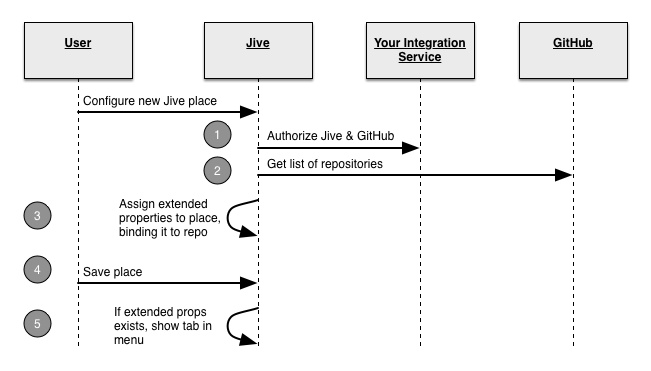 User
Jive
Your Integration
Service
GitHub
Configure new Jive place
1
Authorize Jive & GitHub
2
Get list of repositories
3
Assign extended
properties to place,
binding it to repo
4
Save place
5
If extended props
exists, show tab in
menu